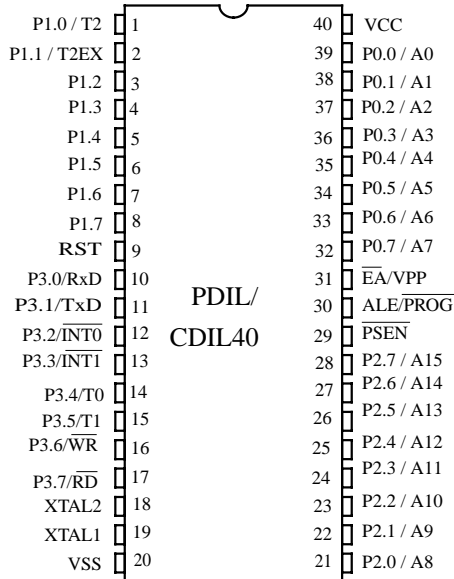 P1.0 / T2 1 40 VCC
P1.1 / T2EX 2 39 P0.0 / A0
P1.2 3 38 P0.1 / A1
P1.3 4 37 P0.2 / A2
P1.4 5 36 P0.3 / A3
P1.5 6 35 P0.4 / A4
P1.6 7 34 P0.5 / A5
P1.7 8 33 P0.6 / A6
RST 9 32 P0.7 / A7
P3.0/RxD 10 31 E̅A̅/VPP
P3.1/TxD 11 PDIL/ 30 ALE/P̅R̅O̅G̅
P3.2/I̅N̅T̅0̅ 12 CDIL40 29 P̅S̅E̅N̅
P3.3/I̅N̅T̅1̅ 13 28 P2.7 / A15
P3.4/T0 14 27 P2.6 / A14
P3.5/T1 15 26 P2.5 / A13
P3.6/W̅R̅ 16 25 P2.4 / A12
P3.7/R̅D̅ 17 24 P2.3 / A11
XTAL2 18 23 P2.2 / A10
XTAL1 19 22 P2.1 / A9
VSS 20 21 P2.0 / A8